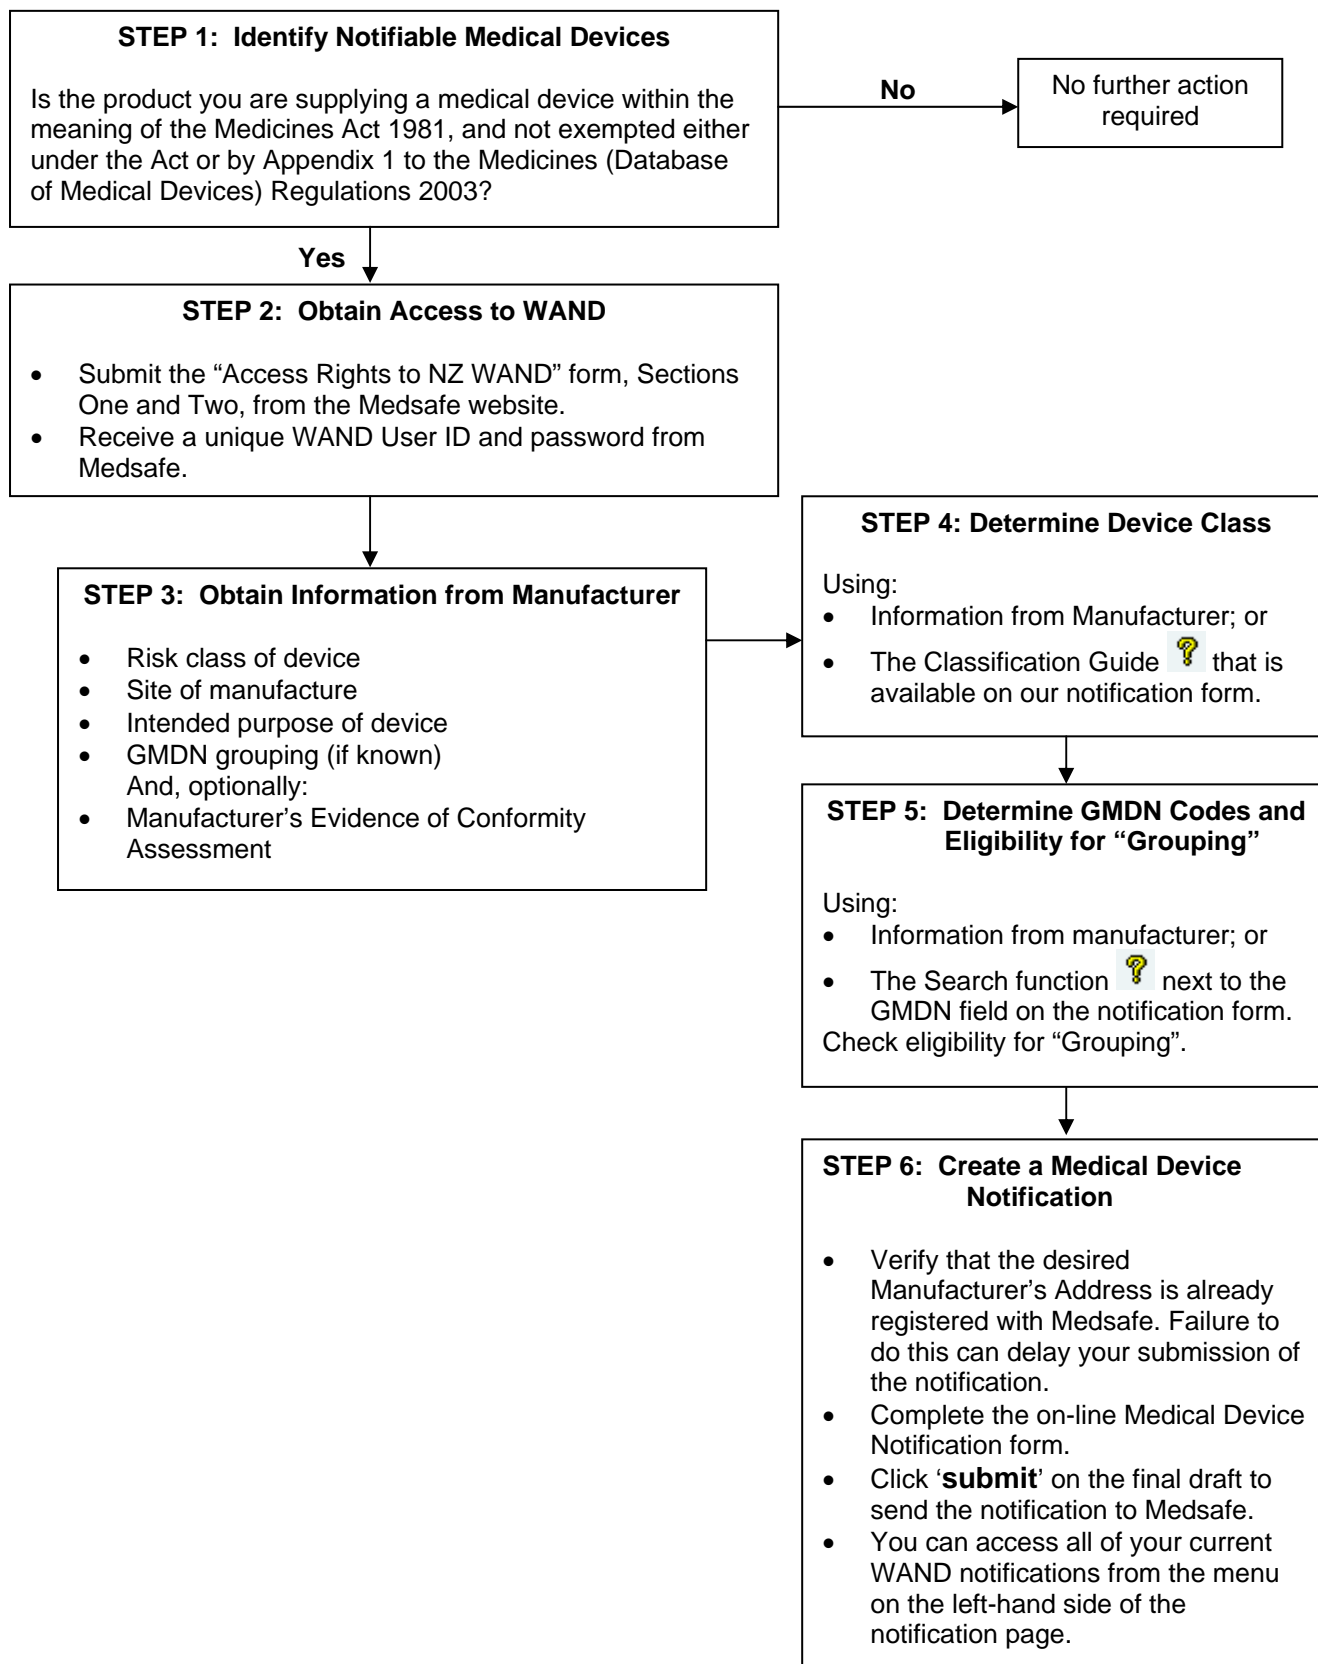 STEP 1:  Identify Notifiable Medical Devices
Is the product you are supplying a medical device within the
meaning of the Medicines Act 1981, and not exempted either
under the Act or by Appendix 1 to the Medicines (Database
of Medical Devices) Regulations 2003?
No
No further action
required
Yes
STEP 2:  Obtain Access to WAND
• Submit the “Access Rights to NZ WAND” form, Sections
One and Two, from the Medsafe website.
• Receive a unique WAND User ID and password from
Medsafe.
STEP 3:  Obtain Information from Manufacturer
• Risk class of device
• Site of manufacture
• Intended purpose of device
• GMDN grouping (if known)
And, optionally:
• Manufacturer’s Evidence of Conformity
Assessment
STEP 4: Determine Device Class
Using:
• Information from Manufacturer; or
• The Classification Guide ? that is
available on our notification form.
STEP 5:  Determine GMDN Codes and
Eligibility for “Grouping”
Using:
• Information from manufacturer; or
• The Search function ? next to the
GMDN field on the notification form.
Check eligibility for “Grouping”.
STEP 6:  Create a Medical Device
Notification
• Verify that the desired
Manufacturer’s Address is already
registered with Medsafe. Failure to
do this can delay your submission of
the notification.
• Complete the on-line Medical Device
Notification form.
• Click ‘submit’ on the final draft to
send the notification to Medsafe.
• You can access all of your current
WAND notifications from the menu
on the left-hand side of the
notification page.